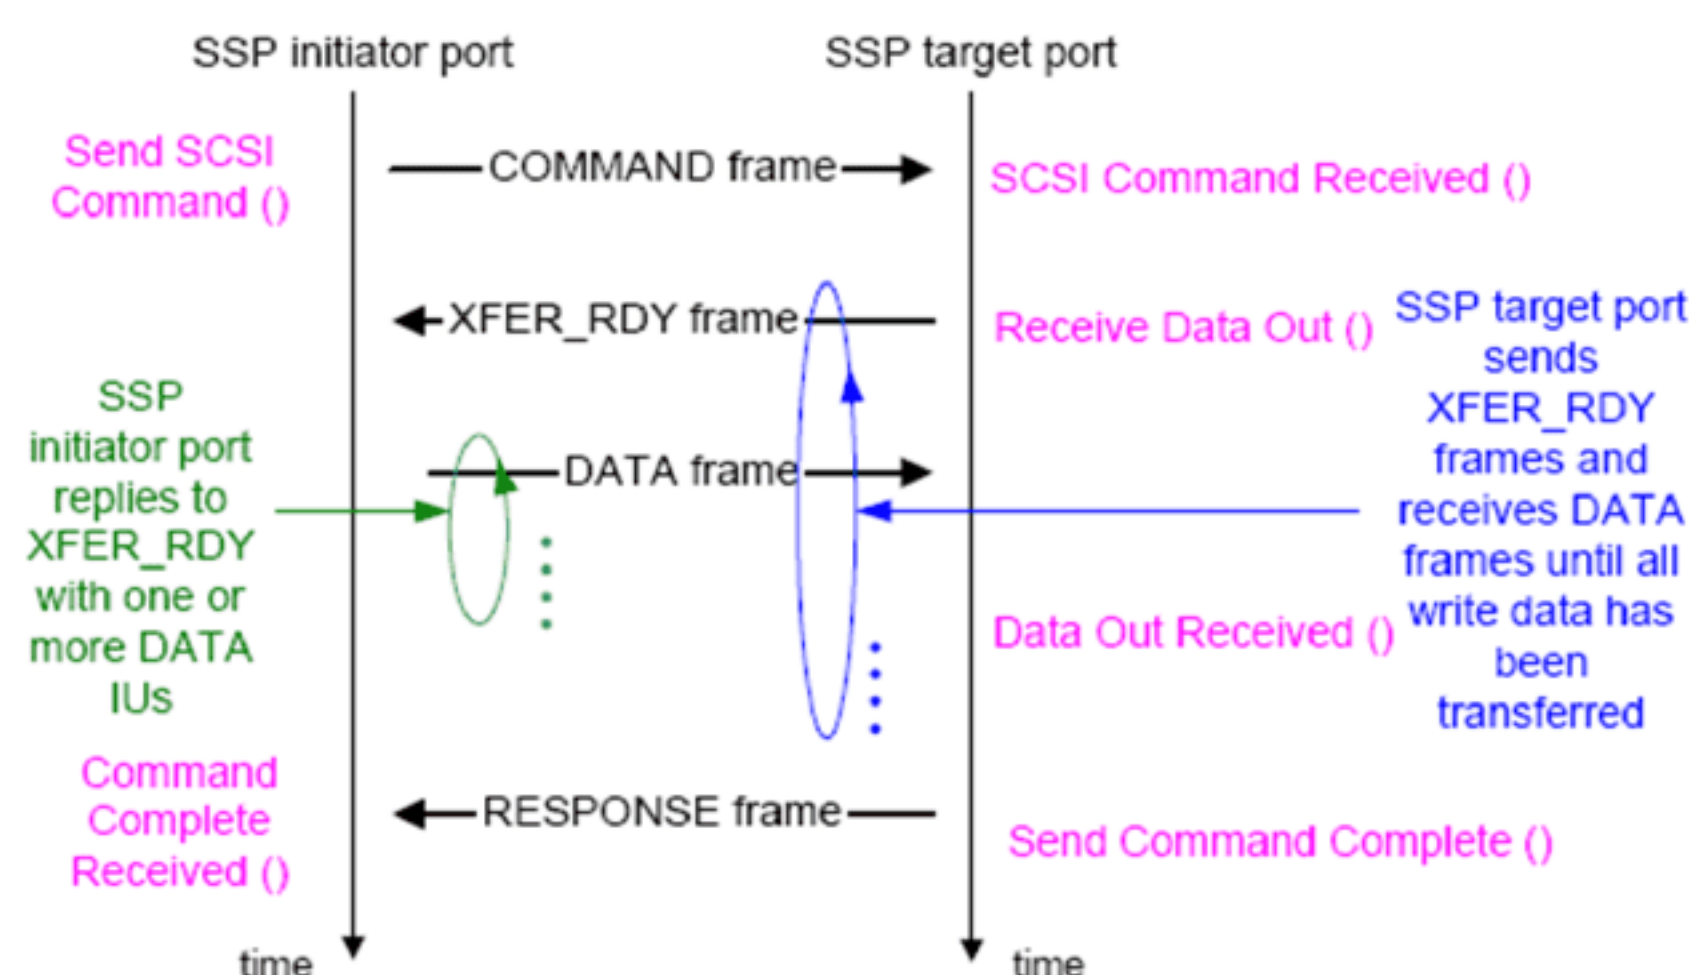 SSP initiator port
SSP target port
Send SCSI
Command ()
COMMAND frame
SCSI Command Received ()
XFER_RDY frame
Receive Data Out ()
SSP target port
sends
XFER_RDY
frames and
receives DATA
frames until all
write data has
been
transferred
SSP
initiator port
replies to
XFER_RDY
with one or
more DATA
IUs
DATA frame
Data Out Received ()
Command
Complete
Received ()
RESPONSE frame
Send Command Complete ()
time
time